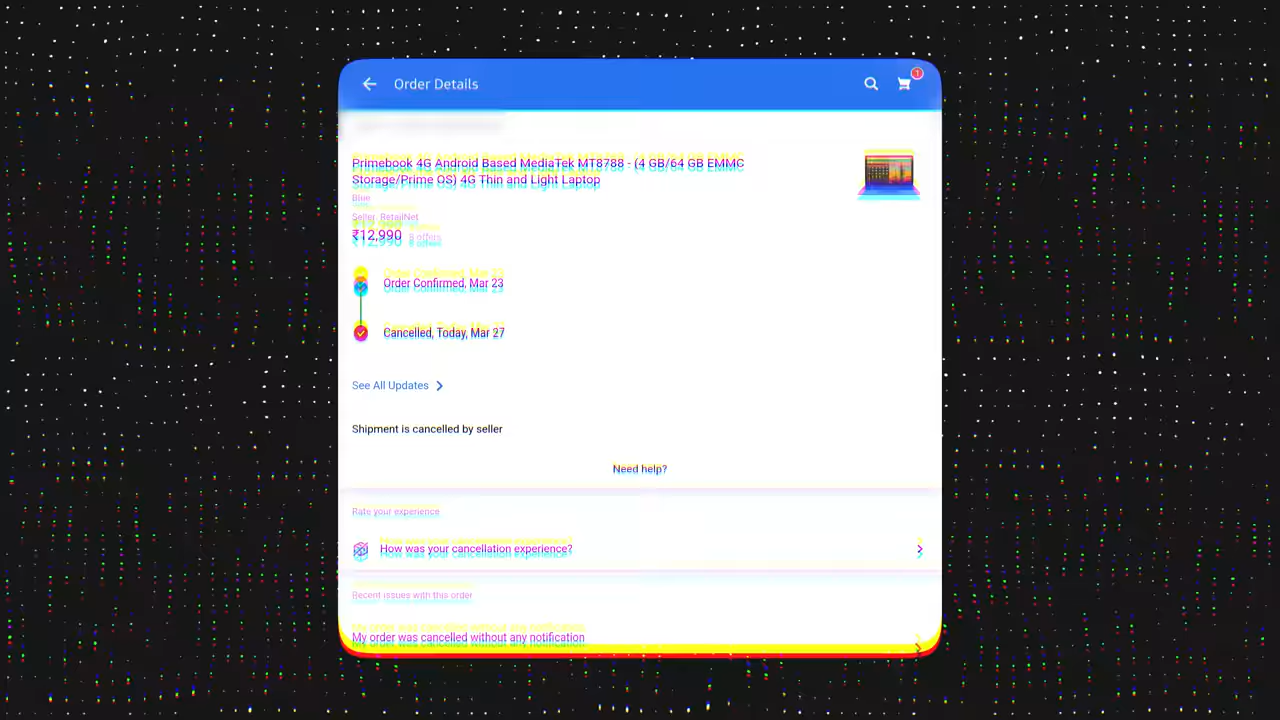 Order Details
1
Primebook 4G Android Based MediaTek MT8788 - (4 GB/64 GB EMMC
Storage/Prime OS) 4G Thin and Light Laptop
Blue
Seller: RetailNet
₹12,990 8 offers
Order Confirmed, Mar 23
Cancelled, Today, Mar 27
See All Updates
Shipment is cancelled by seller
Need help?
Rate your experience
How was your cancellation experience?
Recent issues with this order
My order was cancelled without any notification